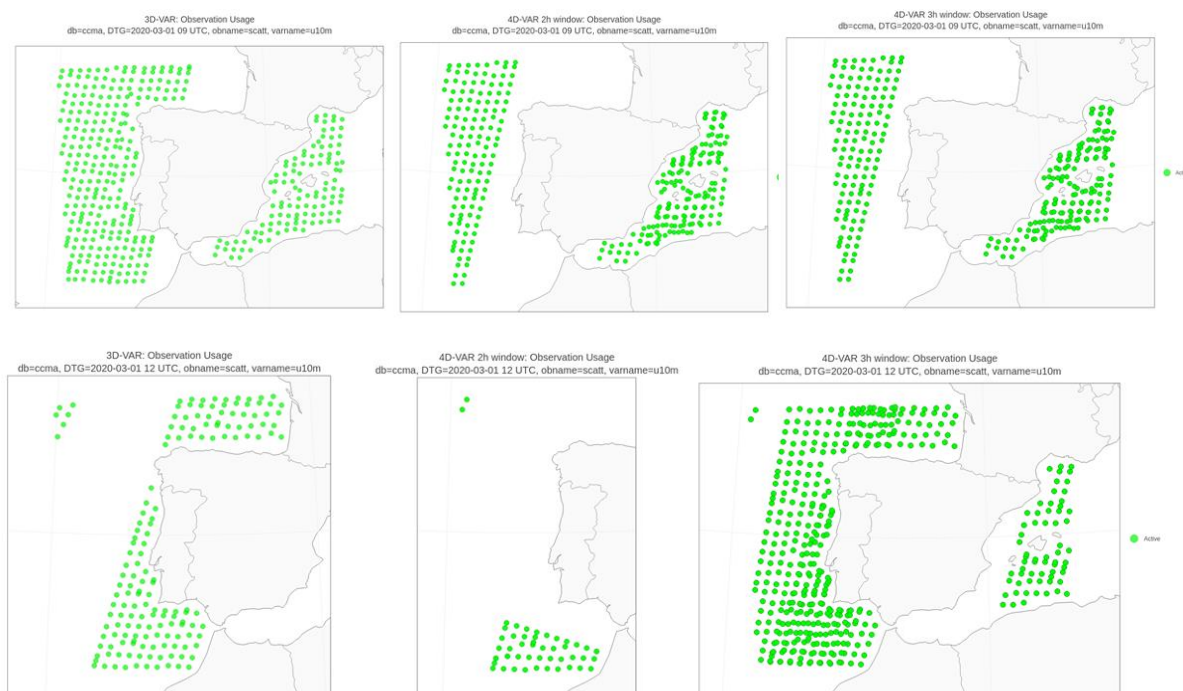 3D-VAR: Observation Usage
db=ccma, DTG=2020-03-01 09 UTC, obname=scatt, varname=u10m
4D-VAR 2h window: Observation Usage
db=ccma, DTG=2020-03-01 09 UTC, obname=scatt, varname=u10m
4D-VAR 3h window: Observation Usage
db=ccma, DTG=2020-03-01 09 UTC, obname=scatt, varname=u10m
3D-VAR: Observation Usage
db=ccma, DTG=2020-03-01 12 UTC, obname=scatt, varname=u10m
4D-VAR 2h window: Observation Usage
db=ccma, DTG=2020-03-01 12 UTC, obname=scatt, varname=u10m
4D-VAR 3h window: Observation Usage
db=ccma, DTG=2020-03-01 12 UTC, obname=scatt, varname=u10m
Active